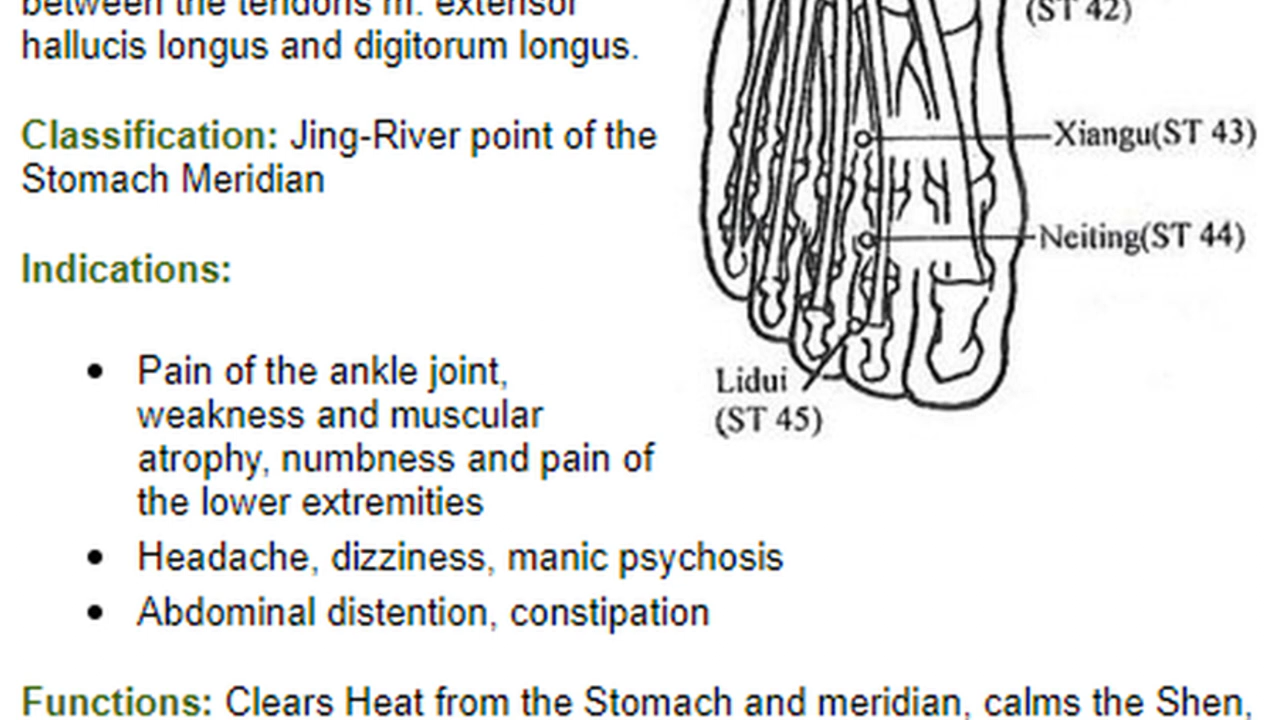 between the tendons m. extensor
hallucis longus and digitorum longus.
Classification: Jing-River point of the
Stomach Meridian
Indications:
• Pain of the ankle joint,
weakness and muscular
atrophy, numbness and pain of
the lower extremities
• Headache, dizziness, manic psychosis
• Abdominal distention, constipation
Functions: Clears Heat from the Stomach and meridian, calms the Shen,
(ST 42)
Xiangu(ST 43)
Neiting(ST 44)
Lidui
(ST 45)